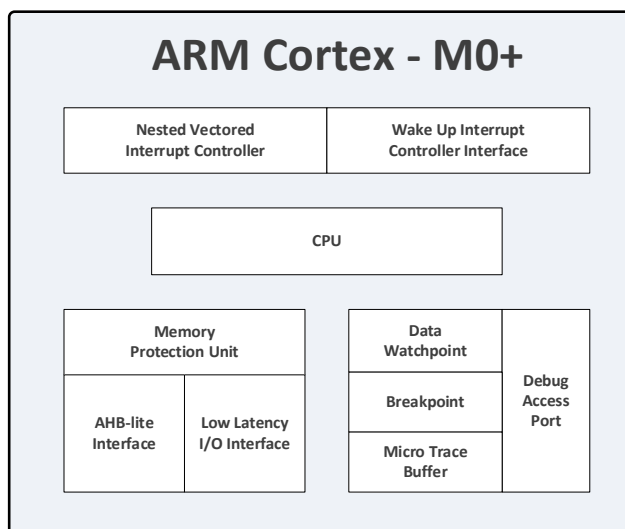 ARM Cortex - M0+
Nested Vectored
Interrupt Controller
Wake Up Interrupt
Controller Interface
CPU
Memory
Protection Unit
AHB-lite
Interface
Low Latency
I/O Interface
Data
Watchpoint
Breakpoint
Micro Trace
Buffer
Debug
Access
Port